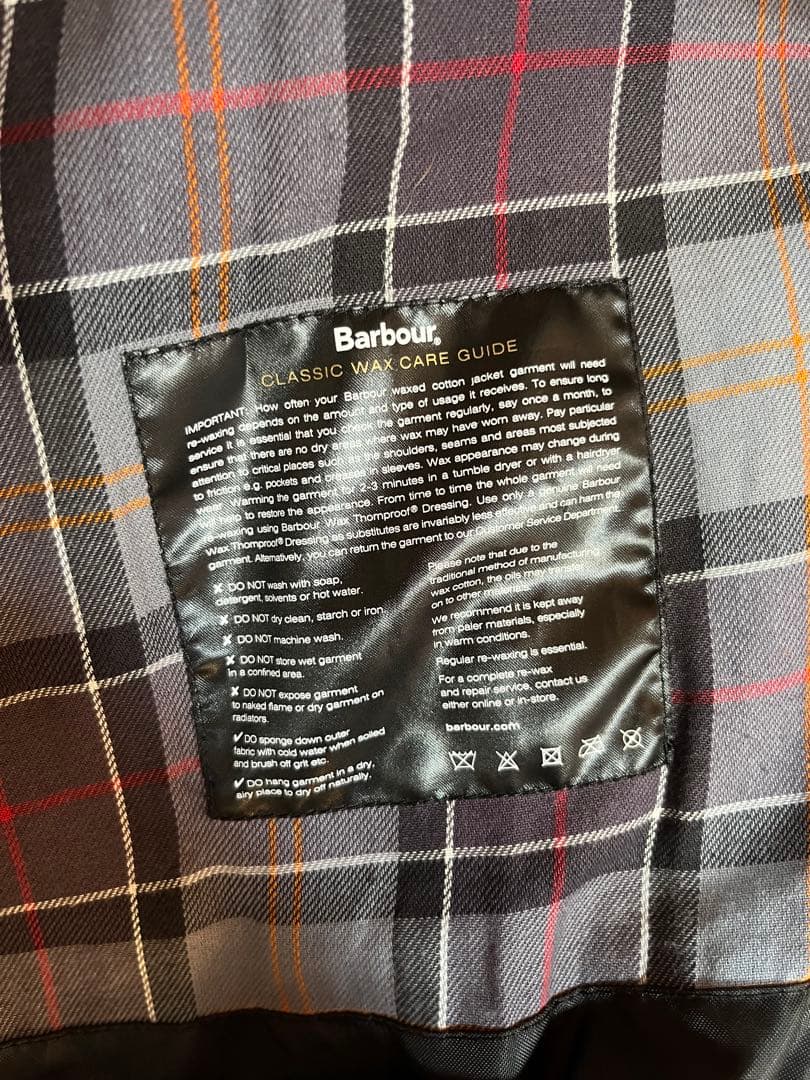 Barbour®
CLASSIC WAX CARE GUIDE
IMPORTANT: How often your Barbour waxed cotton jacket garment will need
re-waxing depends on the amount and type of usage it receives. To ensure long
service it is essential that you check the garment regularly, say once a month, to
ensure that there are no dry areas where wax may have worn away. Pay particular
attention to critical places such as the shoulders, seams and areas most subjected
to friction e.g. pockets and creases in sleeves. Wax appearance may change during
wear. Warming the garment for 2-3 minutes in a tumble dryer or with a hairdryer
will help to restore the appearance. From time to time the whole garment will need
re-waxing using Barbour Wax Thornproof® Dressing. Use only a genuine Barbour
Wax Thornproof® Dressing as substitutes are invariably less effective and can harm the
garment. Alternatively, you can return the garment to our Customer Service Department.
✘ DO NOT wash with soap,
detergent, solvents or hot water.
✘ DO NOT dry clean, starch or iron.
✘ DO NOT machine wash.
✘ DO NOT store wet garment
in a confined area.
✘ DO NOT expose garment
to naked flame or dry garment on
radiators.
✔ DO sponge down outer
fabric with cold water when soiled
and brush off grit etc.
✔ DO hang garment in a dry,
airy place to dry off naturally.
Please note that due to the
traditional method of manufacturing
wax cotton, the oils may transfer
on to other materials.
We recommend it is kept away
from paler materials, especially
in warm conditions.
Regular re-waxing is essential.
For a complete re-wax
and repair service, contact us
either online or in-store.
barbour.com